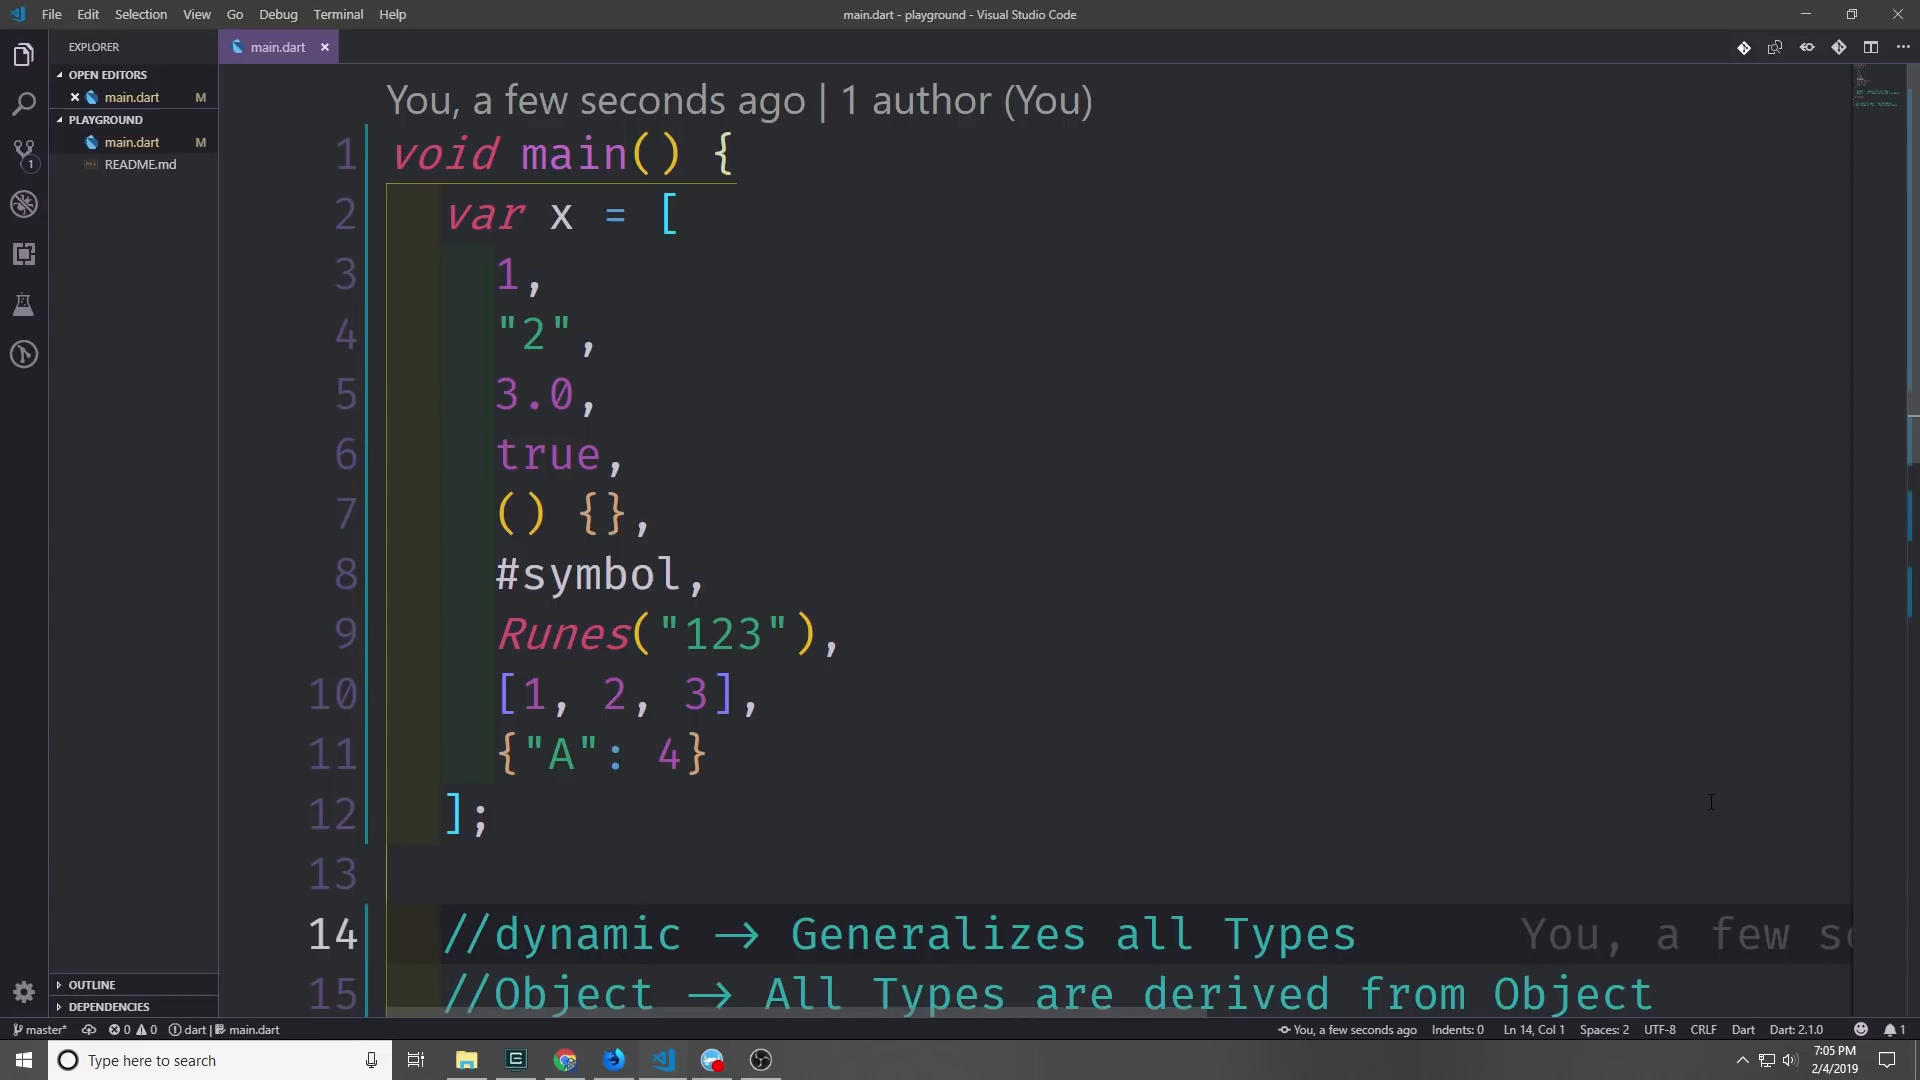 File Edit Selection View Go Debug Terminal Help
main.dart - playground - Visual Studio Code
EXPLORER
OPEN EDITORS
main.dart M
PLAYGROUND
main.dart M
README.md
1
OUTLINE
DEPENDENCIES
main.dart
You, a few seconds ago | 1 author (You)
1 void main() {
2 var x = [
3 1,
4 "2",
5 3.0,
6 true,
7 () {},
8 #symbol,
9 Runes("123"),
10 [1, 2, 3],
11 {"A": 4}
12 ];
13
14 //dynamic -> Generalizes all Types You, a few
15 //Object -> All Types are derived from Object
master* 0 0 dart | main.dart
You, a few seconds ago Indents: 0 Ln 14, Col 1 Spaces: 2 UTF-8 CRLF Dart Dart: 2.1.0 1
Type here to search
7:05 PM
2/4/2019